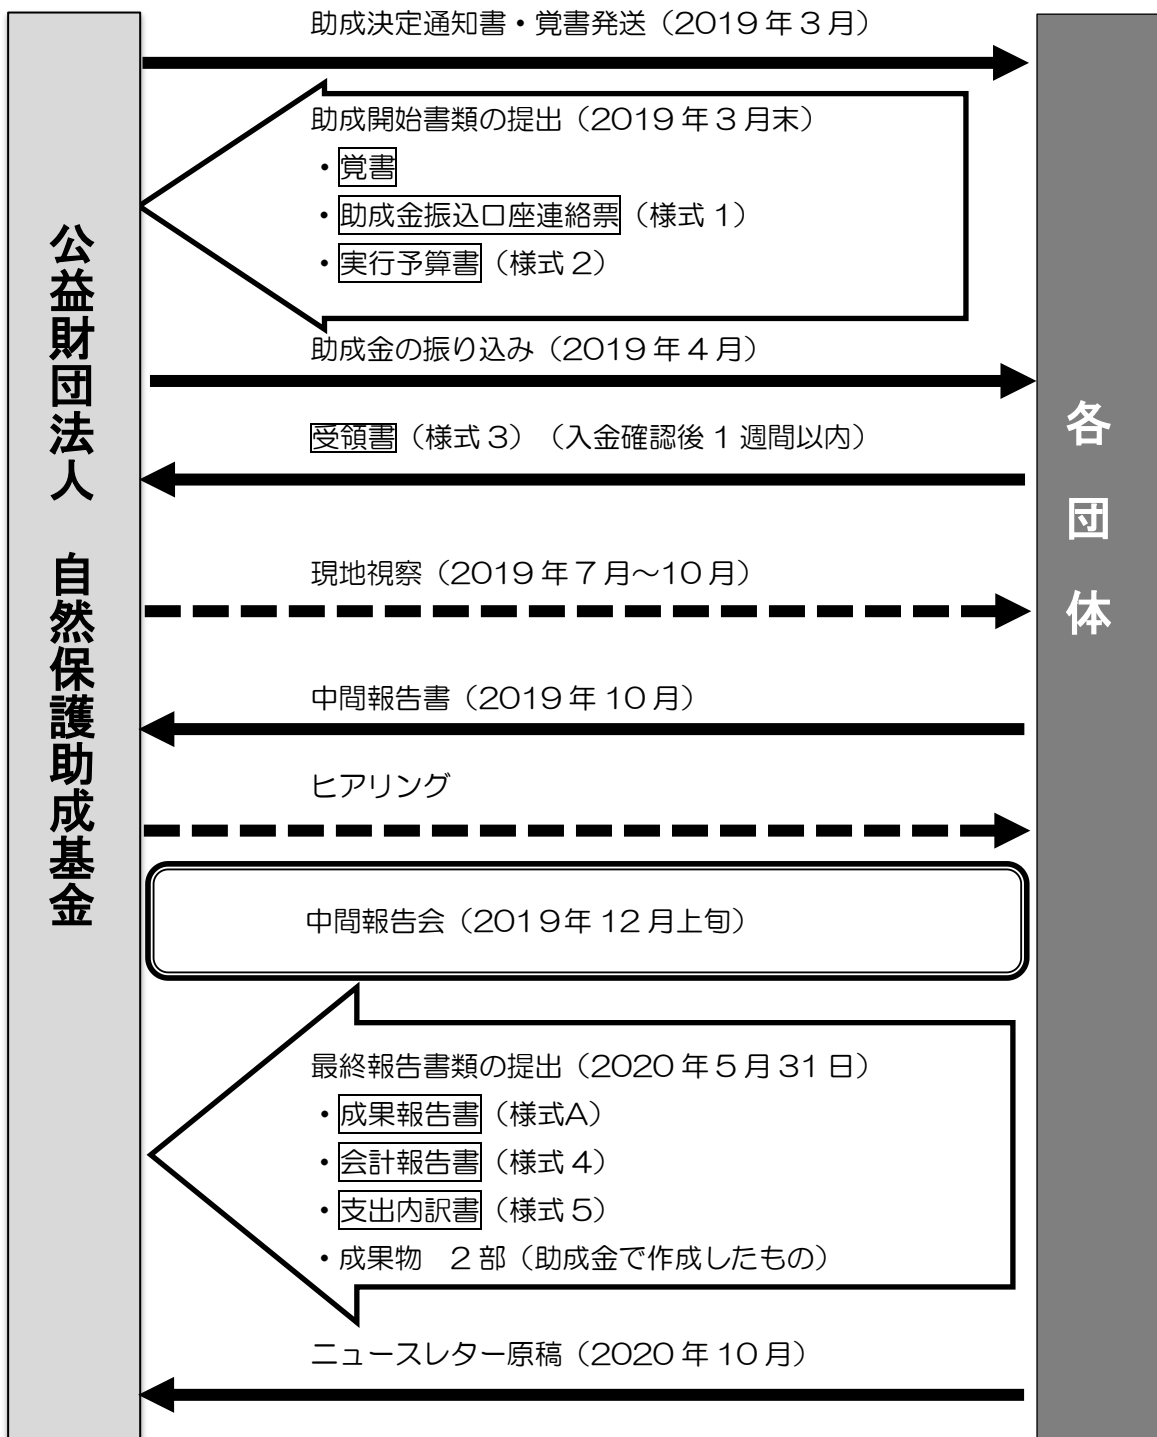 助成決定通知書・覚書発送（2019年3月）
助成開始書類の提出（2019年3月末）
・覚書
・助成金振込口座連絡票（様式1）
・実行予算書（様式2）
助成金の振り込み（2019年4月）
受領書（様式3）（入金確認後1週間以内）
現地視察（2019年7月～10月）
中間報告書（2019年10月）
ヒアリング
中間報告会（2019年12月上旬）
最終報告書類の提出（2020年5月31日）
・成果報告書（様式A）
・会計報告書（様式4）
・支出内訳書（様式5）
・成果物　2部（助成金で作成したもの）
ニュースレター原稿（2020年10月）
公益財団法人　自然保護助成基金
各団体